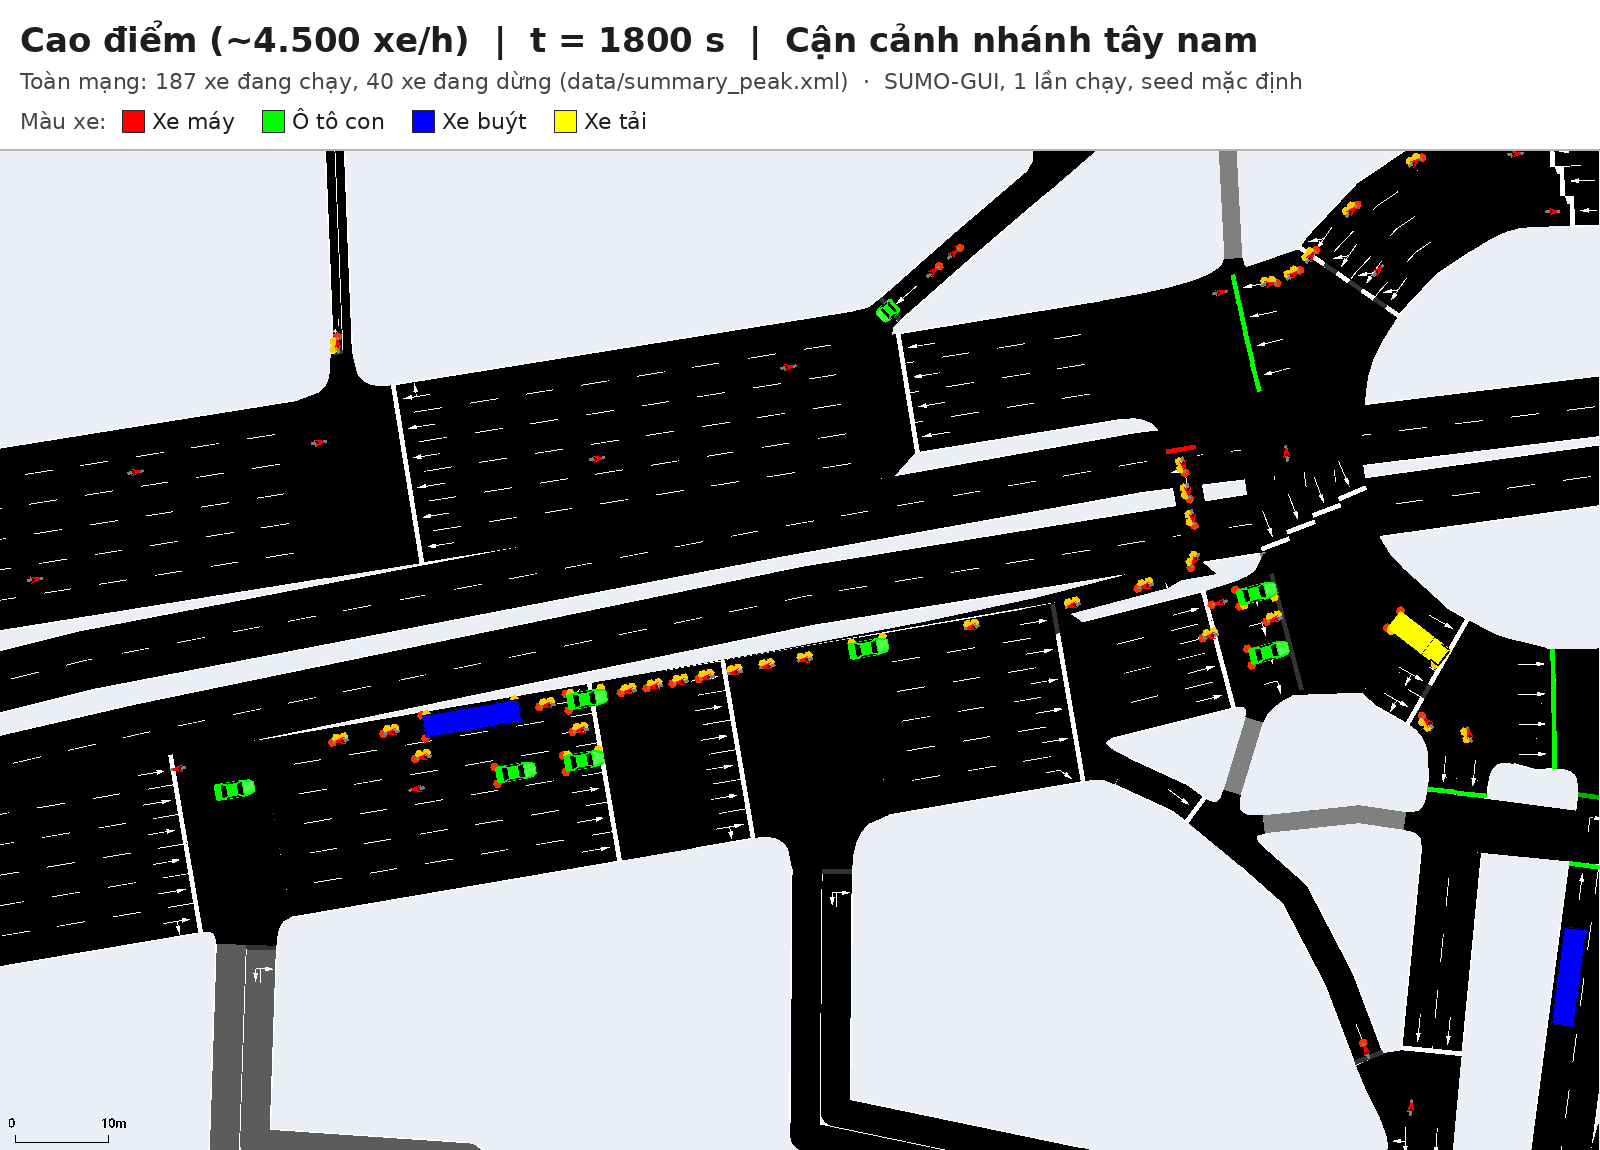 Cao điểm (~4.500 xe/h) | t = 1800 s | Cận cảnh nhánh tây nam
Toàn mạng: 187 xe đang chạy, 40 xe đang dừng (data/summary_peak.xml) · SUMO-GUI, 1 lần chạy, seed mặc định
Màu xe: Xe máy Ô tô con Xe buýt Xe tải
0 10m